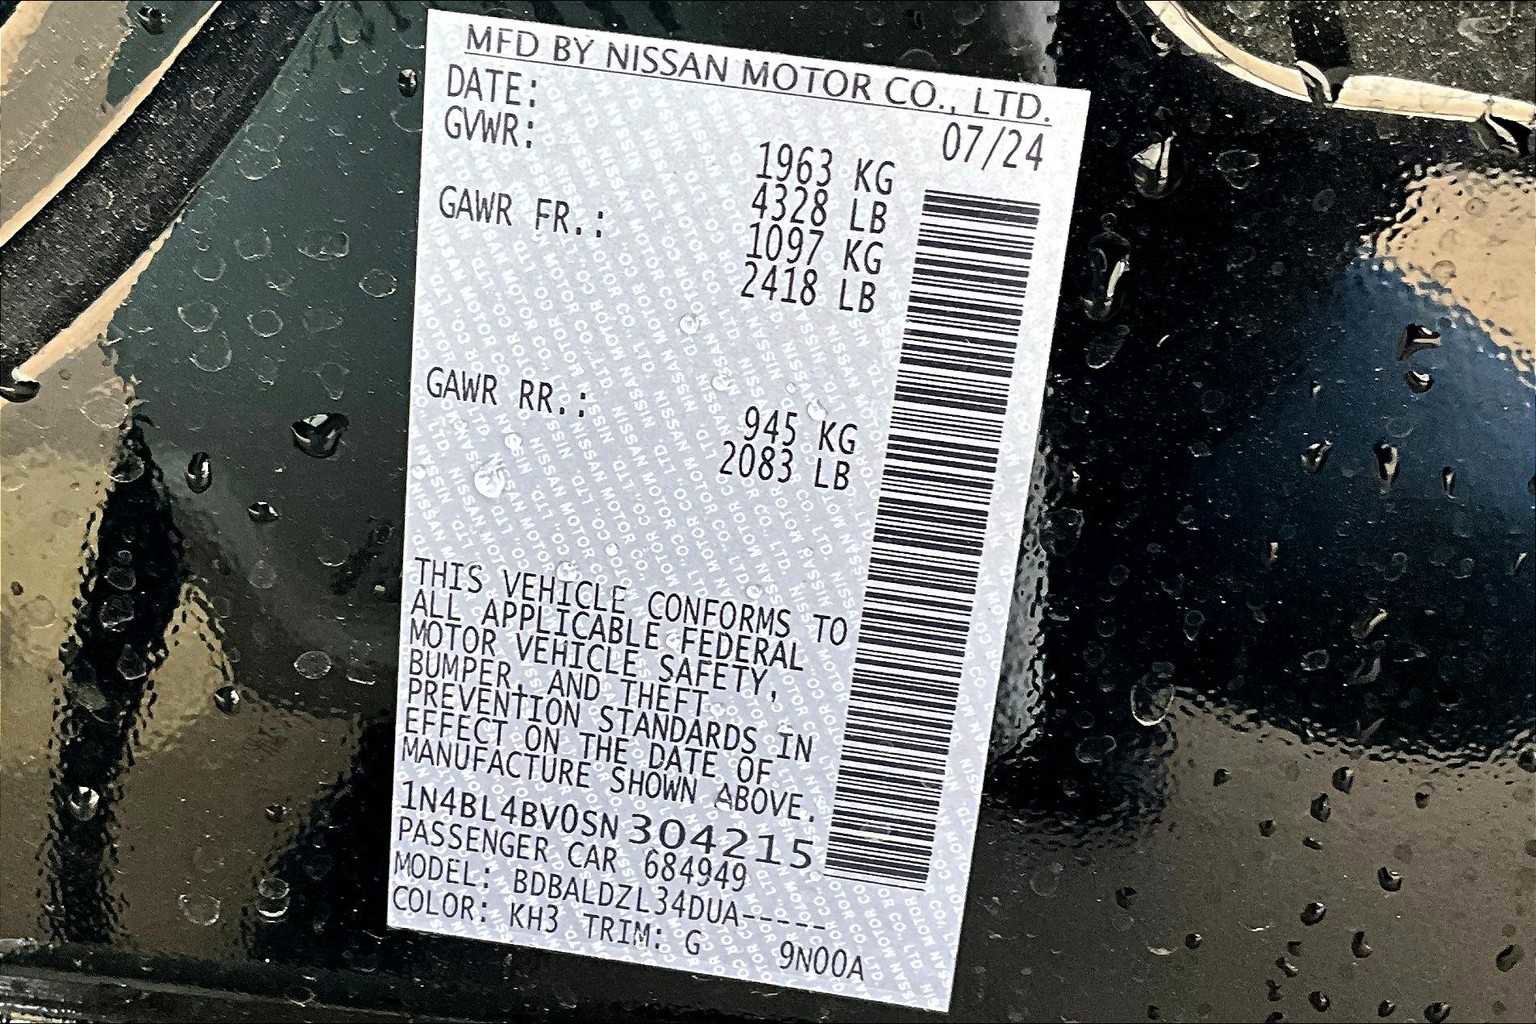 MFD BY NISSAN MOTOR CO., LTD.
DATE: 07/24
GVWR: 1963 KG
4328 LB
GAWR FR.: 1097 KG
2418 LB
GAWR RR.: 945 KG
2083 LB
THIS VEHICLE CONFORMS TO
ALL APPLICABLE FEDERAL
MOTOR VEHICLE SAFETY,
BUMPER, AND THEFT
PREVENTION STANDARDS IN
EFFECT ON THE DATE OF
MANUFACTURE SHOWN ABOVE.
1N4BL4BV0SN304215
PASSENGER CAR 684949
MODEL: BDBALDZL34DUA-----
COLOR: KH3 TRIM: G 9N00A